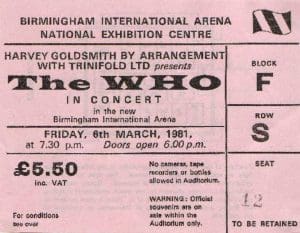 BIRMINGHAM INTERNATIONAL ARENA
NATIONAL EXHIBITION CENTRE
HARVEY GOLDSMITH BY ARRANGEMENT
WITH TRINIFOLD LTD presents
The WHO
IN CONCERT
in the new
Birmingham International Arena
FRIDAY, 6th MARCH, 1981,
at 7.30 p.m. Doors open 6.00 p.m.
£5.50
inc. VAT
For conditions
see over
No cameras, tape
recorders or bottles
allowed in Auditorium.
WARNING: Official
souvenirs are on
sale within the
Auditorium only.
BLOCK
F
ROW
S
SEAT
12
TO BE RETAINED